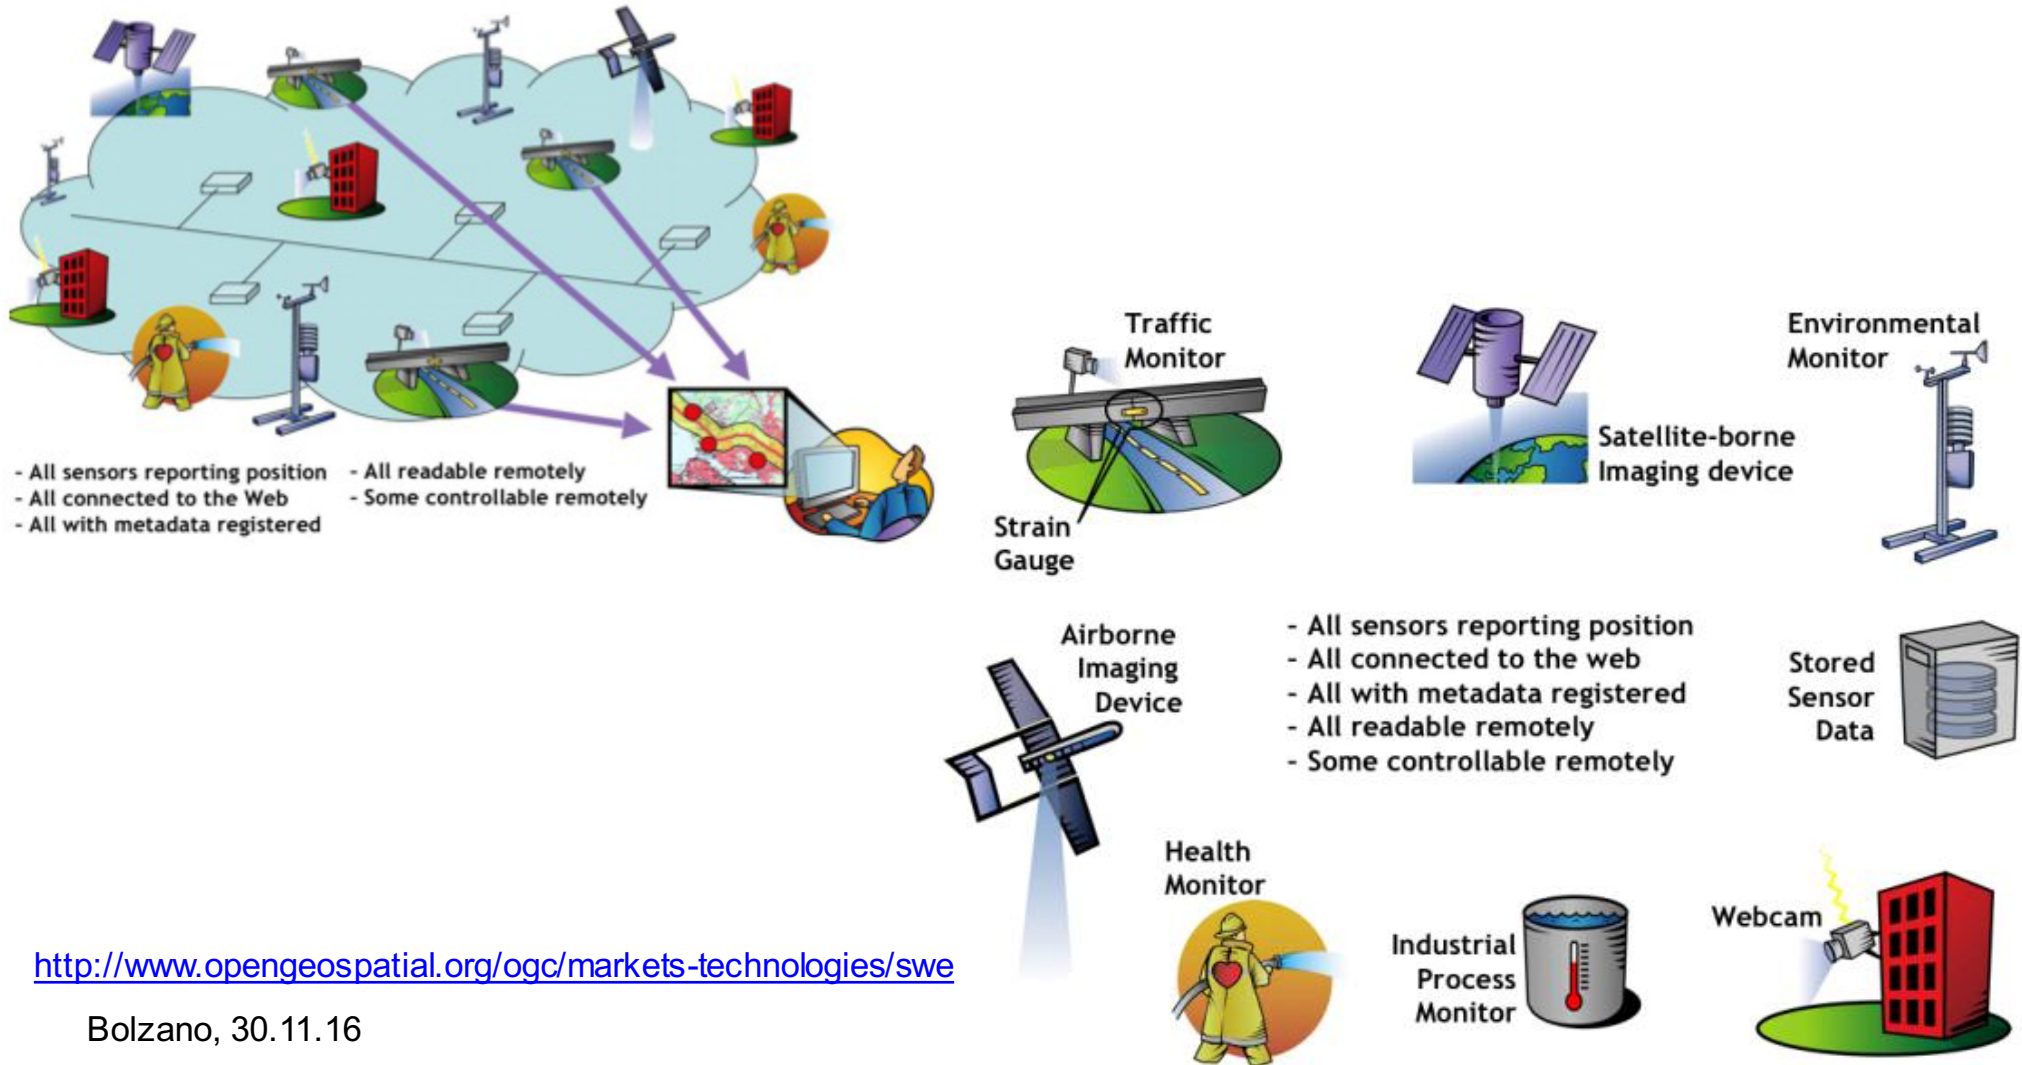 - All sensors reporting position
- All connected to the Web
- All with metadata registered
- All readable remotely
- Some controllable remotely
Traffic
Monitor
Strain
Gauge
Satellite-borne
Imaging device
Environmental
Monitor
Airborne
Imaging
Device
- All sensors reporting position
- All connected to the web
- All with metadata registered
- All readable remotely
- Some controllable remotely
Stored
Sensor
Data
Health
Monitor
Industrial
Process
Monitor
Webcam
http://www.opengeospatial.org/ogc/markets-technologies/swe
Bolzano, 30.11.16